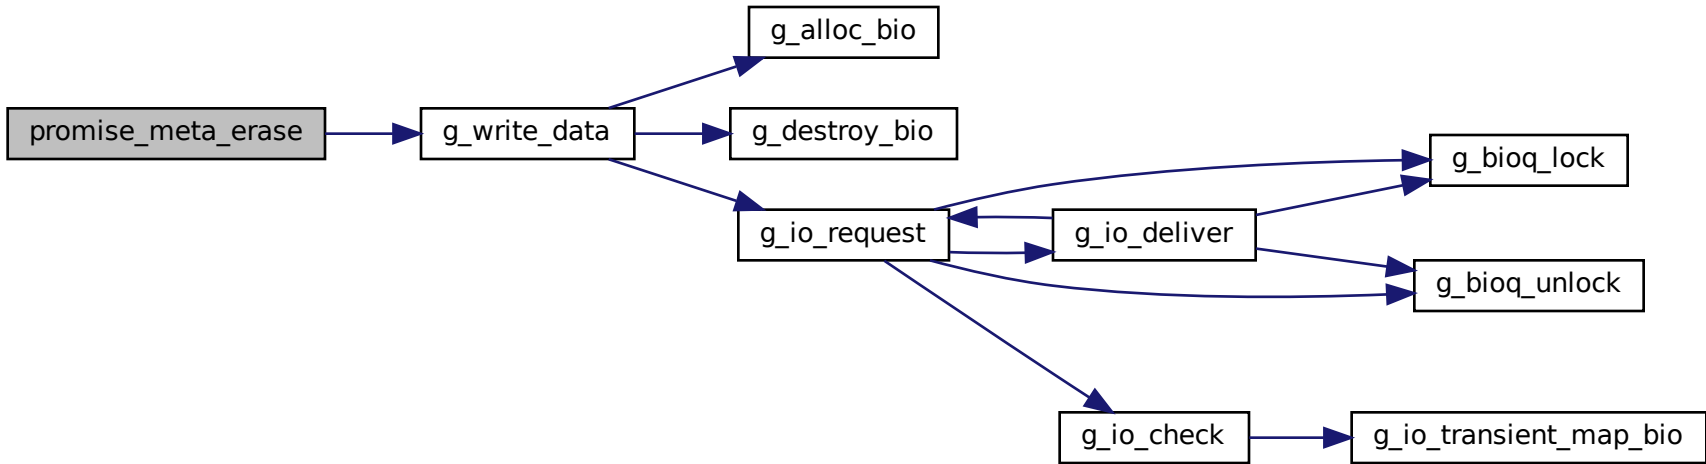 promise_meta_erase
g_write_data
g_alloc_bio
g_destroy_bio
g_io_request
g_io_deliver
g_bioq_lock
g_bioq_unlock
g_io_check
g_io_transient_map_bio